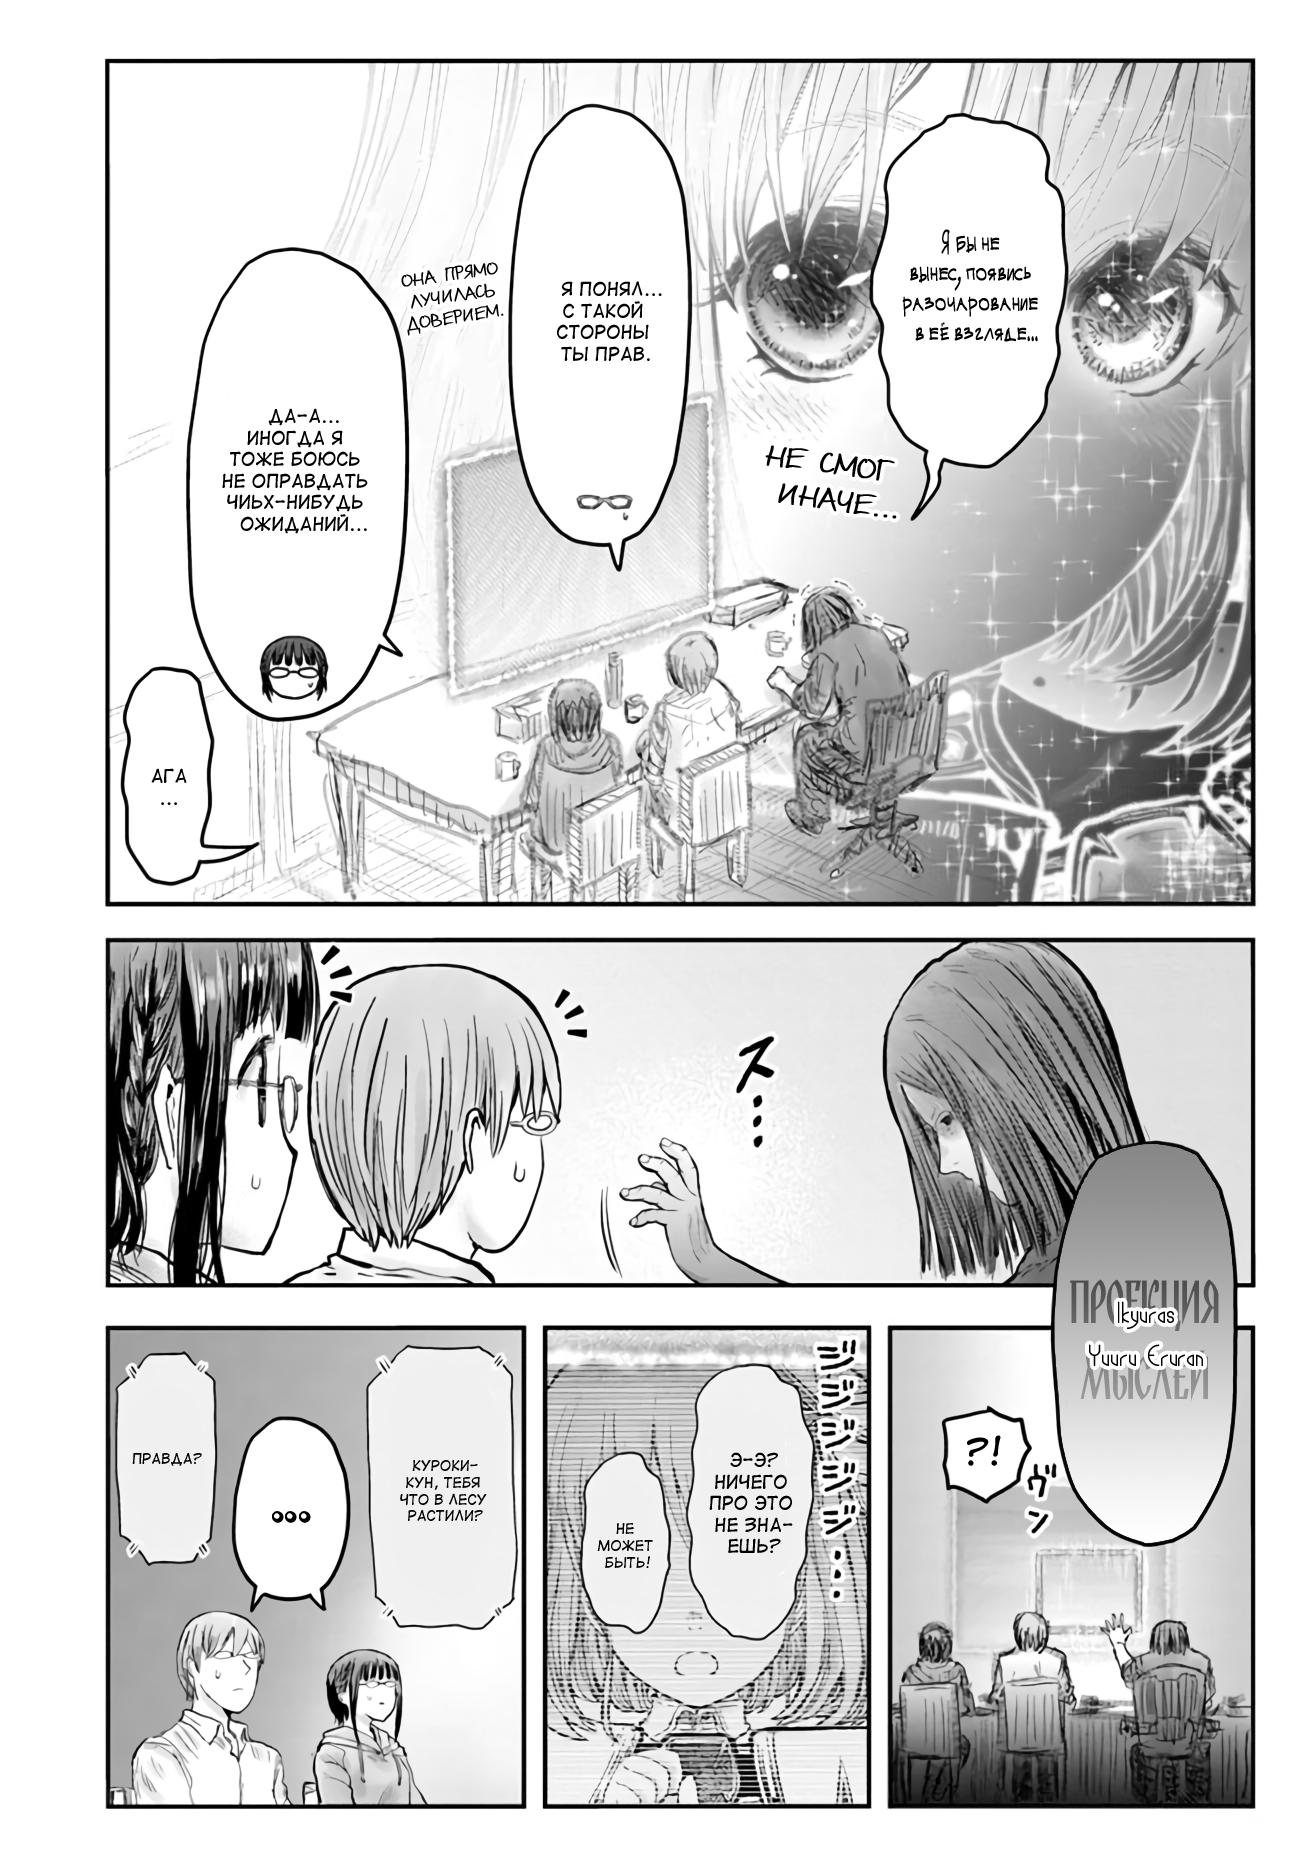 Я БЫ НЕ
ВЫНЕС, ПОЯВИСЬ
РАЗОЧАРОВАНИЕ
В ЕЁ ВЗГЛЯДЕ...
НЕ СМОГ
ИНАЧЕ...
Я ПОНЯЛ...
С ТАКОЙ
СТОРОНЫ
ТЫ ПРАВ.
ОНА ПРЯМО
ЛУЧИЛАСЬ
ДОВЕРИЕМ.
ДА-А...
ИНОГДА Я
ТОЖЕ БОЮСЬ
НЕ ОПРАВДАТЬ
ЧИЬХ-НИБУДЬ
ОЖИДАНИЙ...
АГА
...
ス...
ПРОЕКЦИЯ
Ikyuras
Yuuru Eruran
МЫСЛЕЙ
?!
ヴン
ジジジジジ...
Э-Э?
НИЧЕГО
ПРО ЭТО
НЕ ЗНА-
ЕШЬ?
НЕ
МОЖЕТ
БЫТЬ!
КУРОКИ-
КУН, ТЕБЯ
ЧТО В ЛЕСУ
РАСТИЛИ?
...
ПРАВДА?